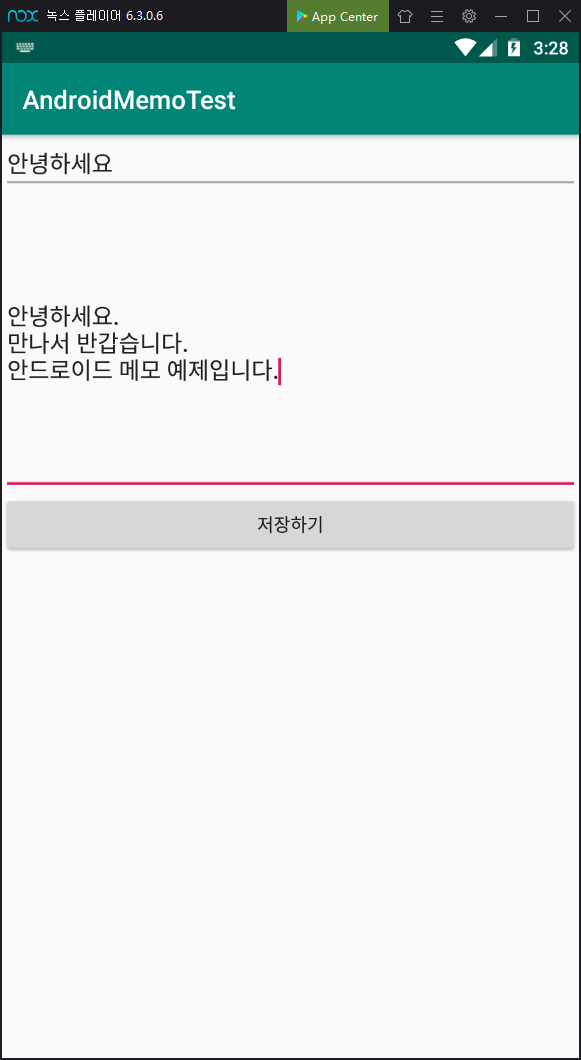 nox 녹스 플레이어 6.3.0.6 App Center
3:28
AndroidMemoTest
안녕하세요
안녕하세요.
만나서 반갑습니다.
안드로이드 메모 예제입니다.
저장하기